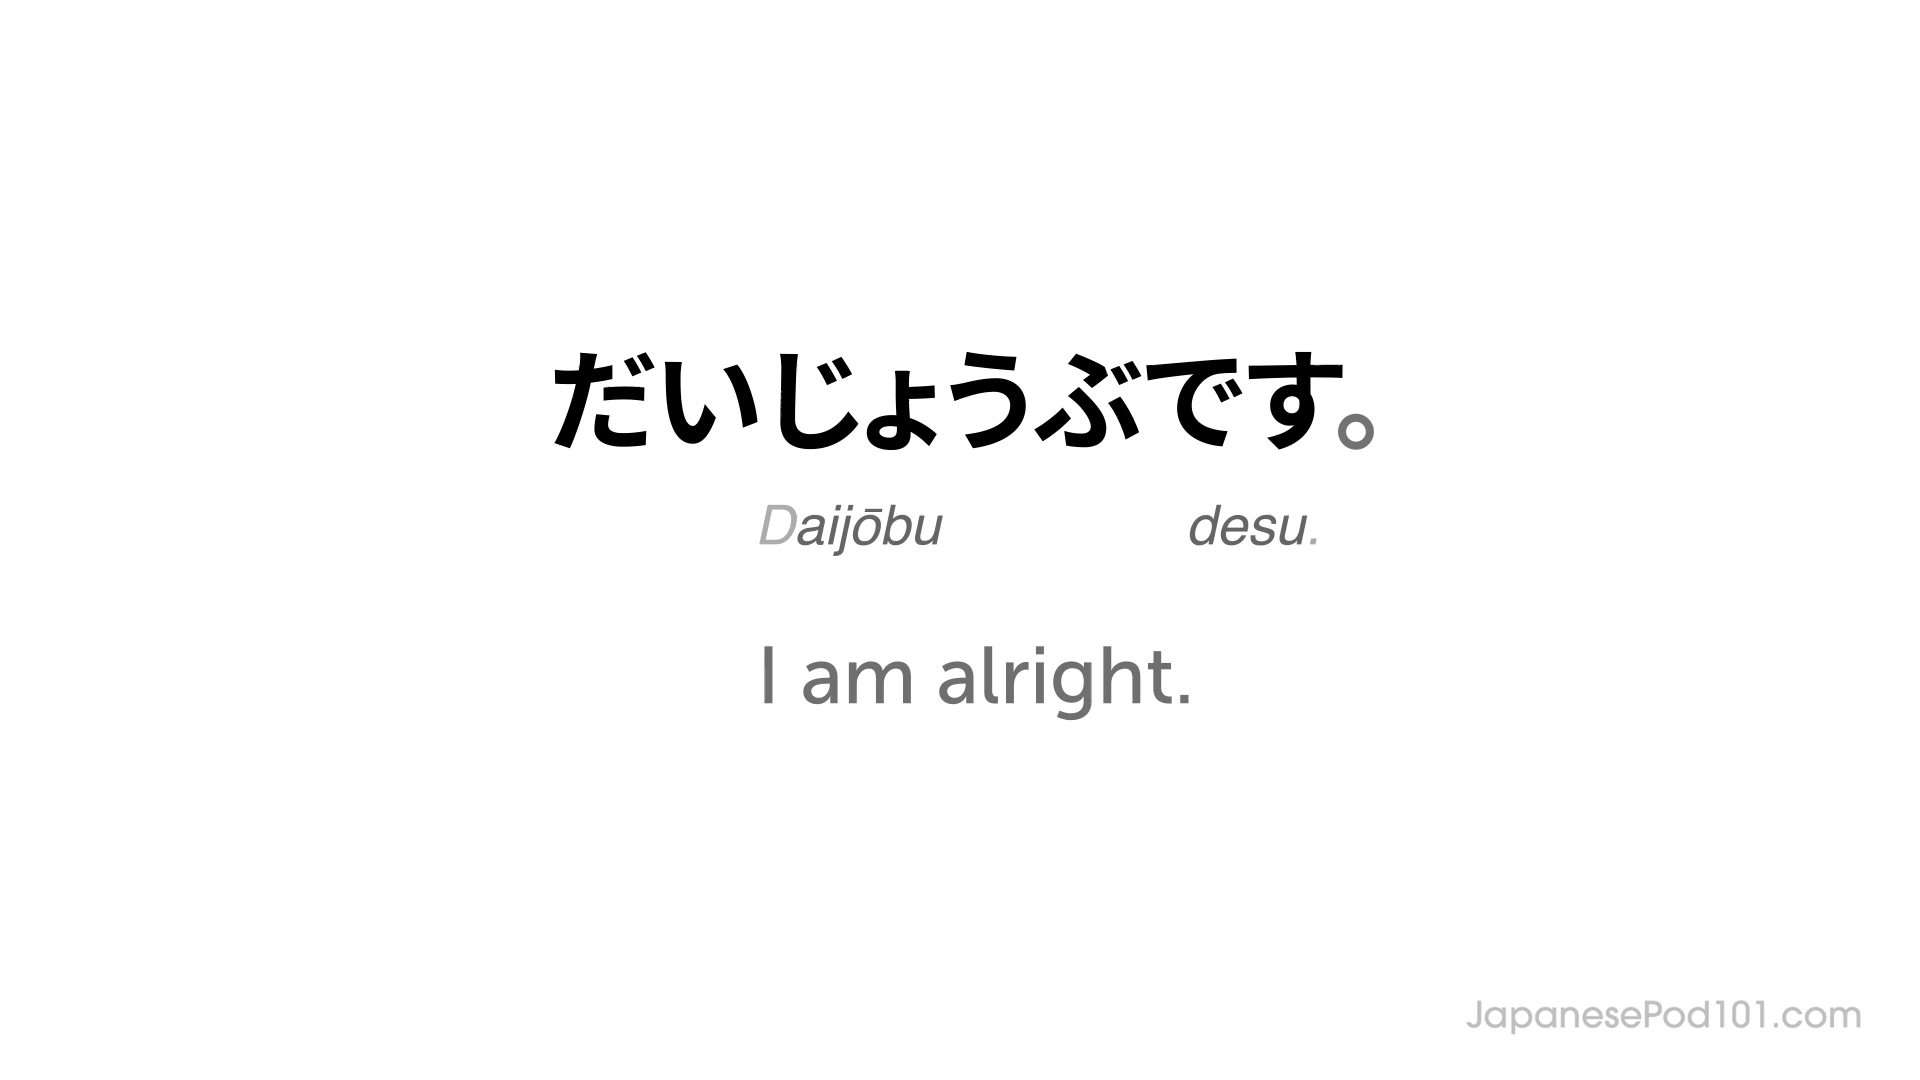 だいじょうぶです。
Daijōbu desu.
I am alright.
JapanesePod101.com